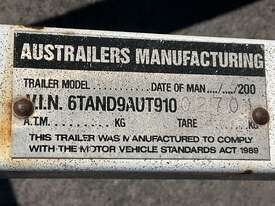 AUSTRAILERS MANUFACTURING
TRAILER MODEL .............. DATE OF MAN ..../...../200
V.I.N. 6TAND9AUT910
A.T.M. ............ KG TARE ............ KG
THIS TRAILER WAS MANUFACTURED TO COMPLY
WITH THE MOTOR VEHICLE STANDARDS ACT 1989